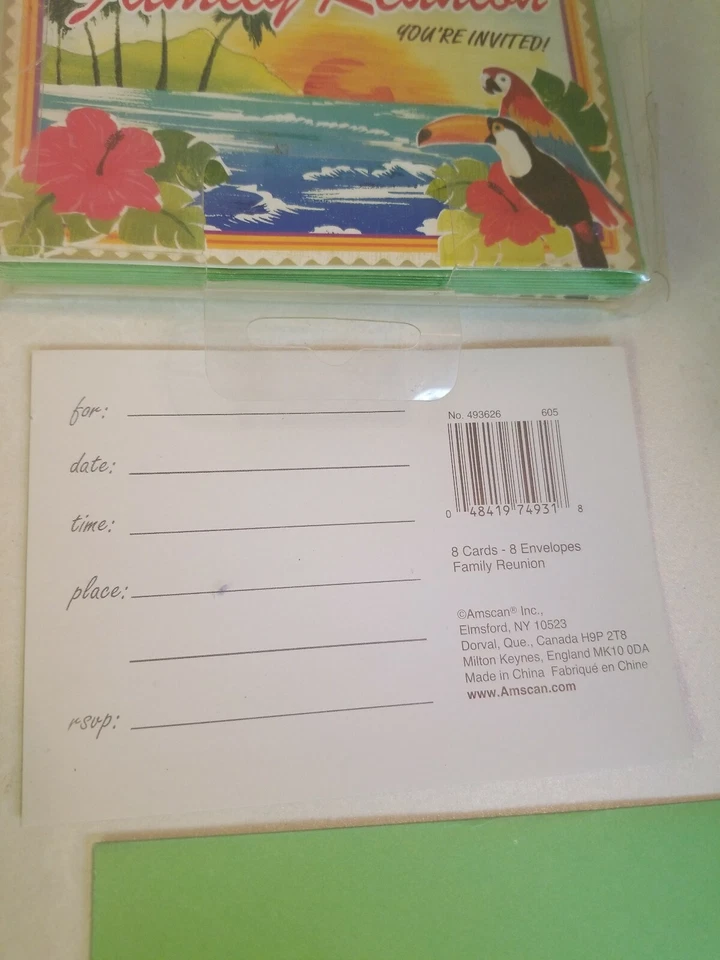 Family Reunion
YOU'RE INVITED!
for:
date:
time:
place:
rsvp:
No. 493626 605
0 48419 74931 8
8 Cards - 8 Envelopes
Family Reunion
©Amscan® Inc.,
Elmsford, NY 10523
Dorval, Que., Canada H9P 2T8
Milton Keynes, England MK10 0DA
Made in China Fabriqué en Chine
www.Amscan.com